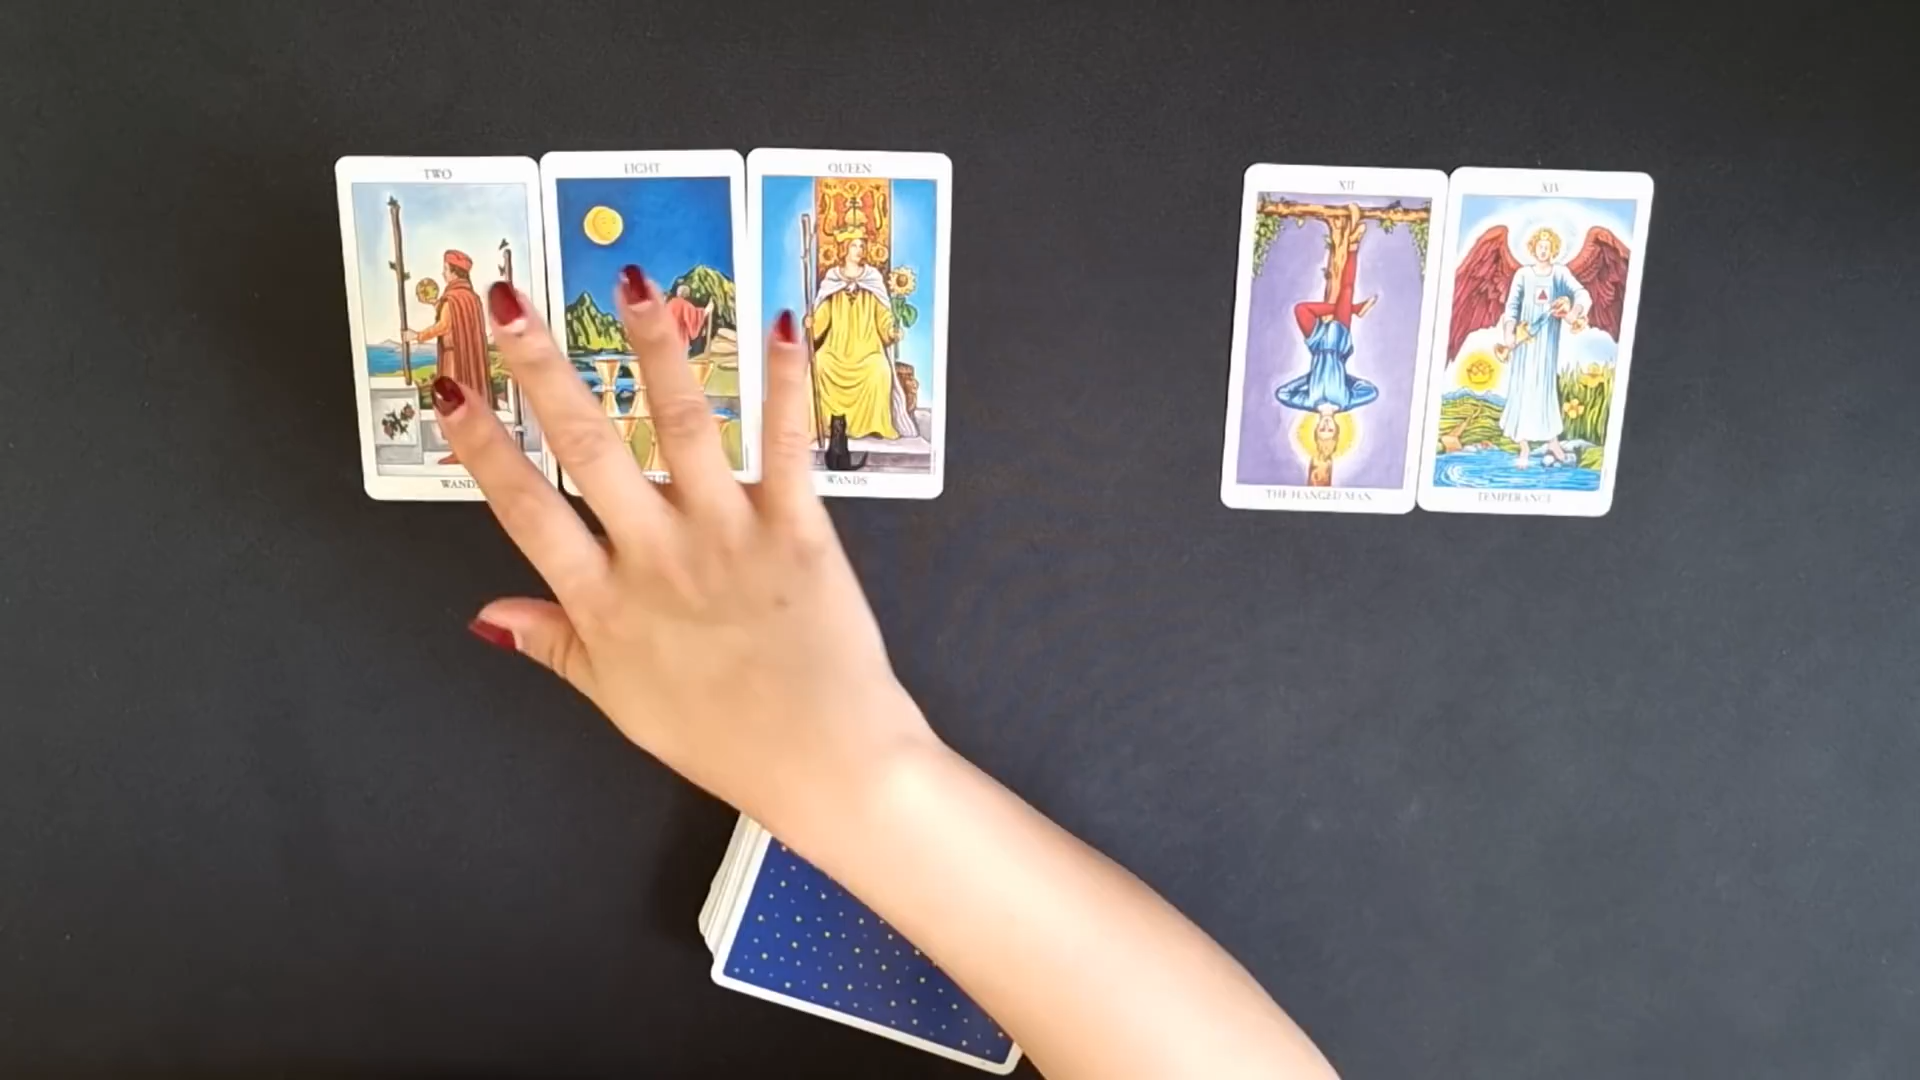 TWO
EIGHT
QUEEN
WANDS
XII
XIV
THE HANGED MAN
TEMPERANCE